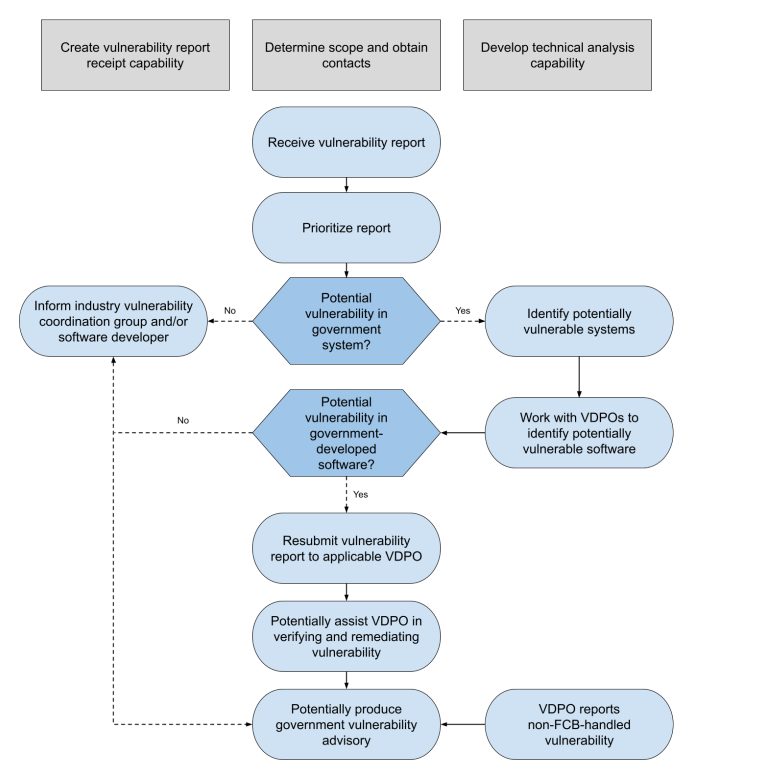 Create vulnerability report
receipt capability
Determine scope and obtain
contacts
Develop technical analysis
capability
Receive vulnerability report
Prioritize report
Inform industry vulnerability
coordination group and/or
software developer
No
Potential
vulnerability in
government
system?
Yes
Identify potentially
vulnerable systems
No
Potential
vulnerability in
government-
developed
software?
Work with VDPOs to
identify potentially
vulnerable software
Yes
Resubmit vulnerability
report to applicable VDPO
Potentially assist VDPO in
verifying and remediating
vulnerability
Potentially produce
government vulnerability
advisory
VDPO reports
non-FCB-handled
vulnerability